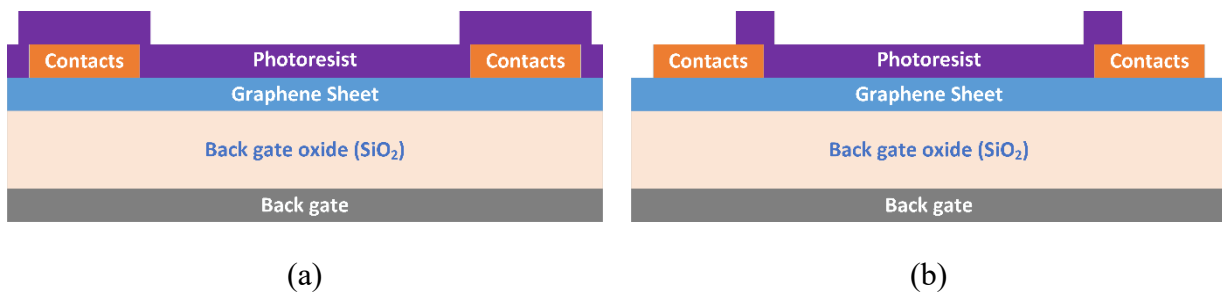 Contacts
Photoresist
Contacts
Graphene Sheet
Back gate oxide (SiO₂)
Back gate
(a)
Contacts
Photoresist
Contacts
Graphene Sheet
Back gate oxide (SiO₂)
Back gate
(b)